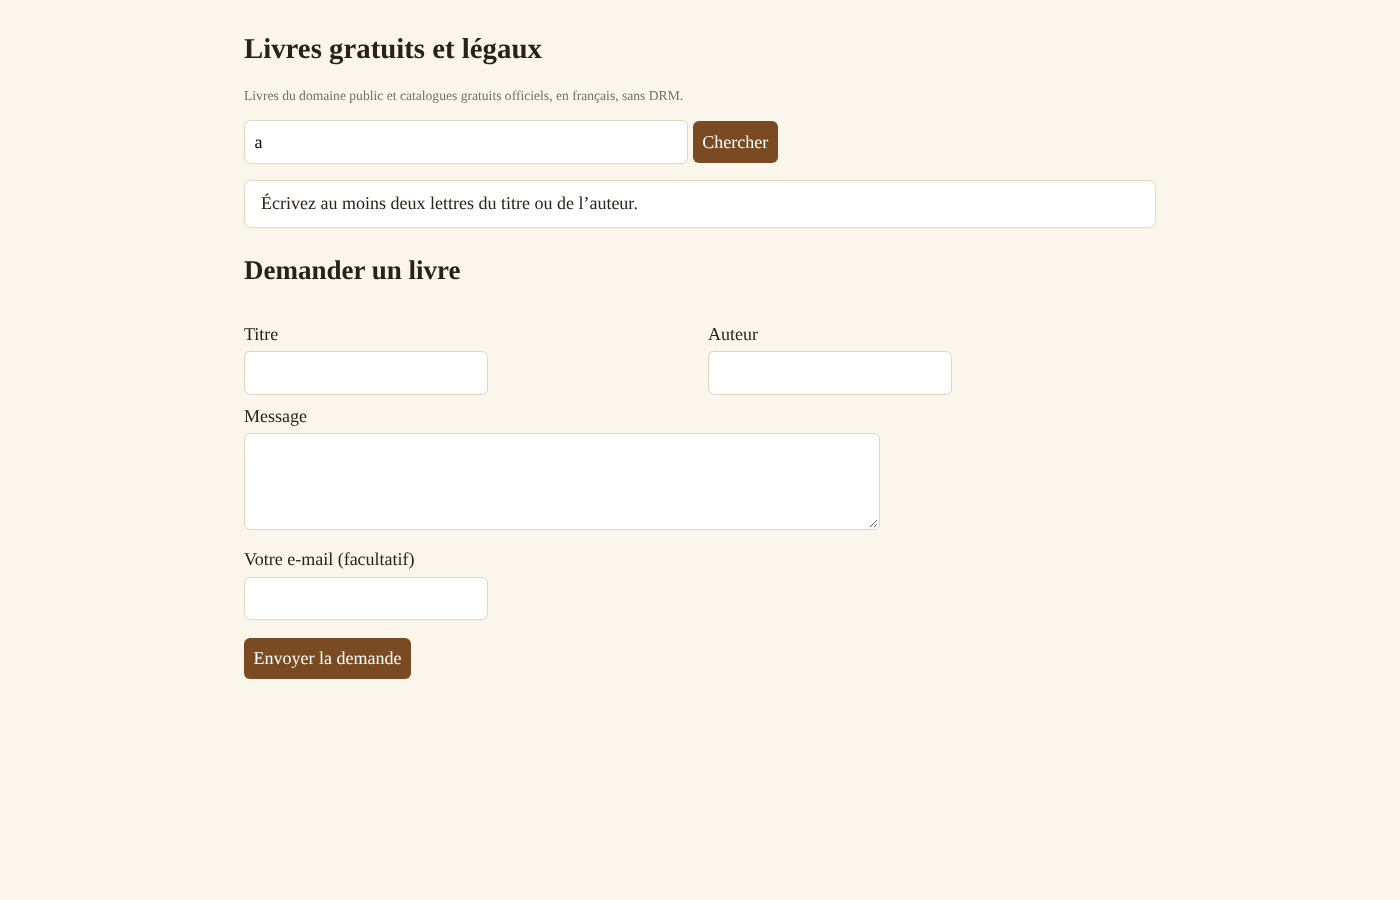 Livres gratuits et légaux
Livres du domaine public et catalogues gratuits officiels, en français, sans DRM.
a
Chercher
Écrivez au moins deux lettres du titre ou de l’auteur.
Demander un livre
Titre
Auteur
Message
Votre e-mail (facultatif)
Envoyer la demande